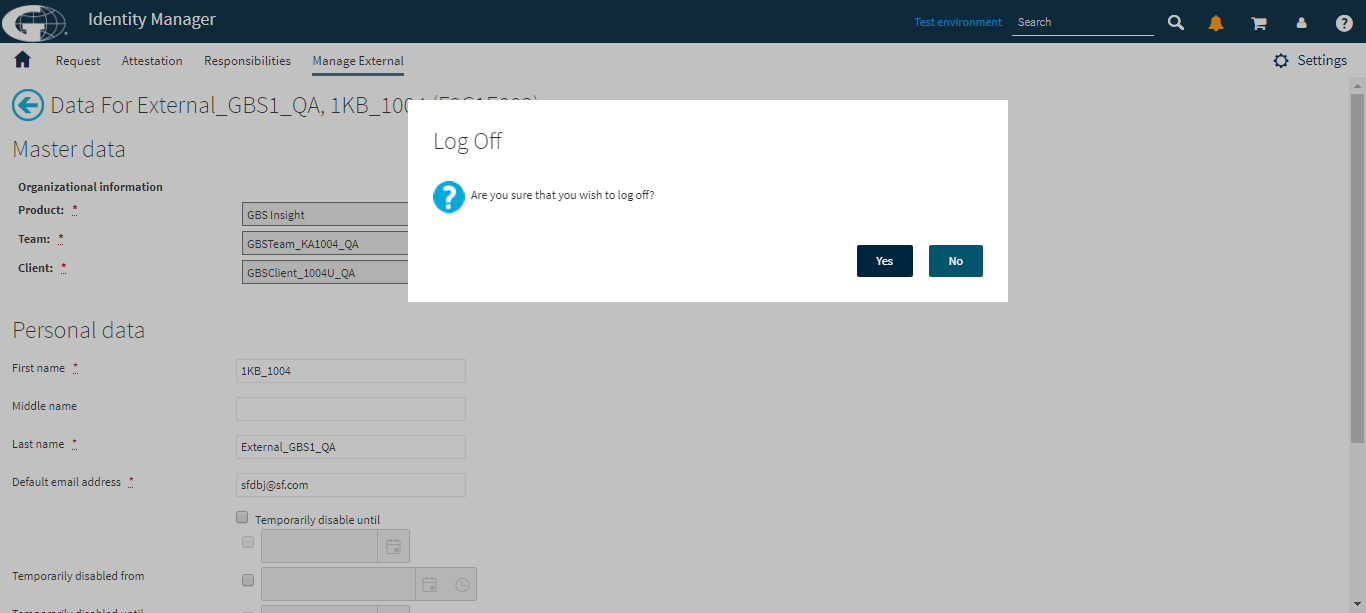 Identity Manager
Test environment
Search
Request
Attestation
Responsibilities
Manage External
Settings
Data For External_GBS1_QA, 1KB_1004
Master data
Organizational information
Product: *
GBS Insight
Team: *
GBSTeam_KA1004_QA
Client: *
GBSClient_1004U_QA
Log Off
Are you sure that you wish to log off?
Yes
No
Personal data
First name *
1KB_1004
Middle name
Last name *
External_GBS1_QA
Default email address *
sfdbj@sf.com
Temporarily disable until
Temporarily disabled from
Temporarily disabled until